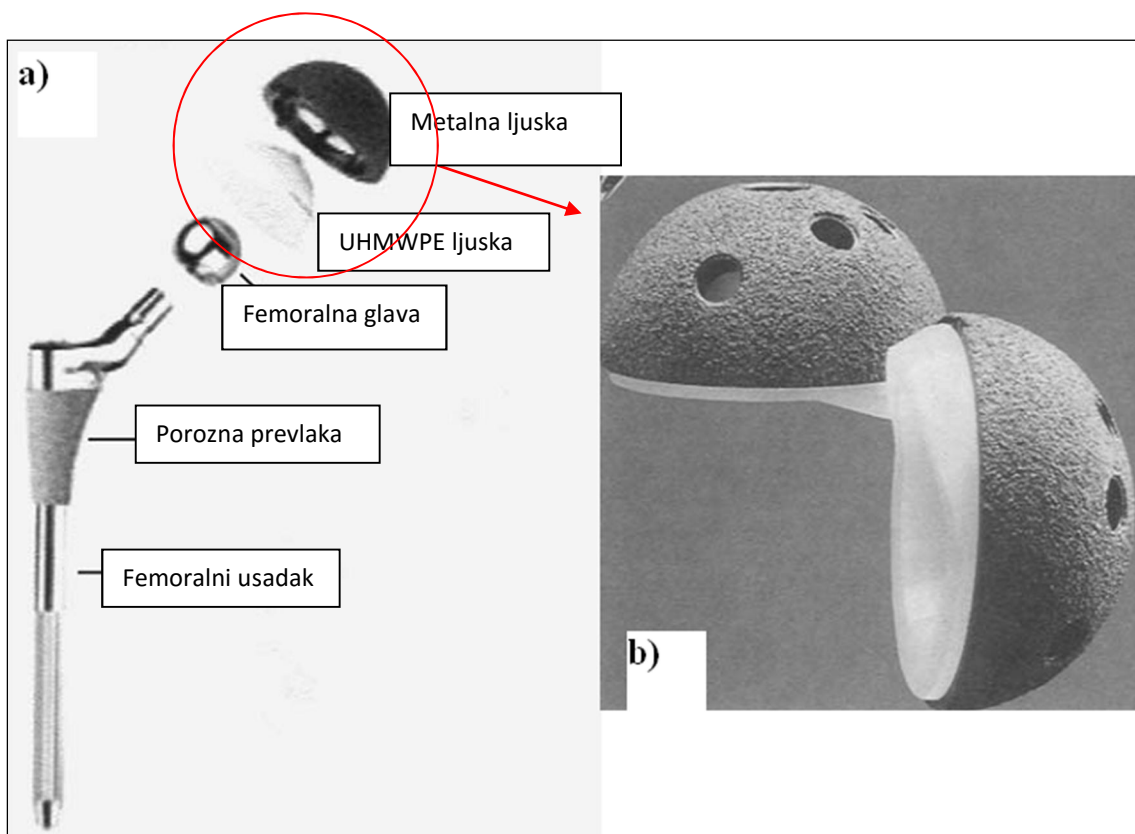 a)
Metalna ljuska
UHMWPE ljuska
Femoralna glava
Porozna prevlaka
Femoralni usadak
b)